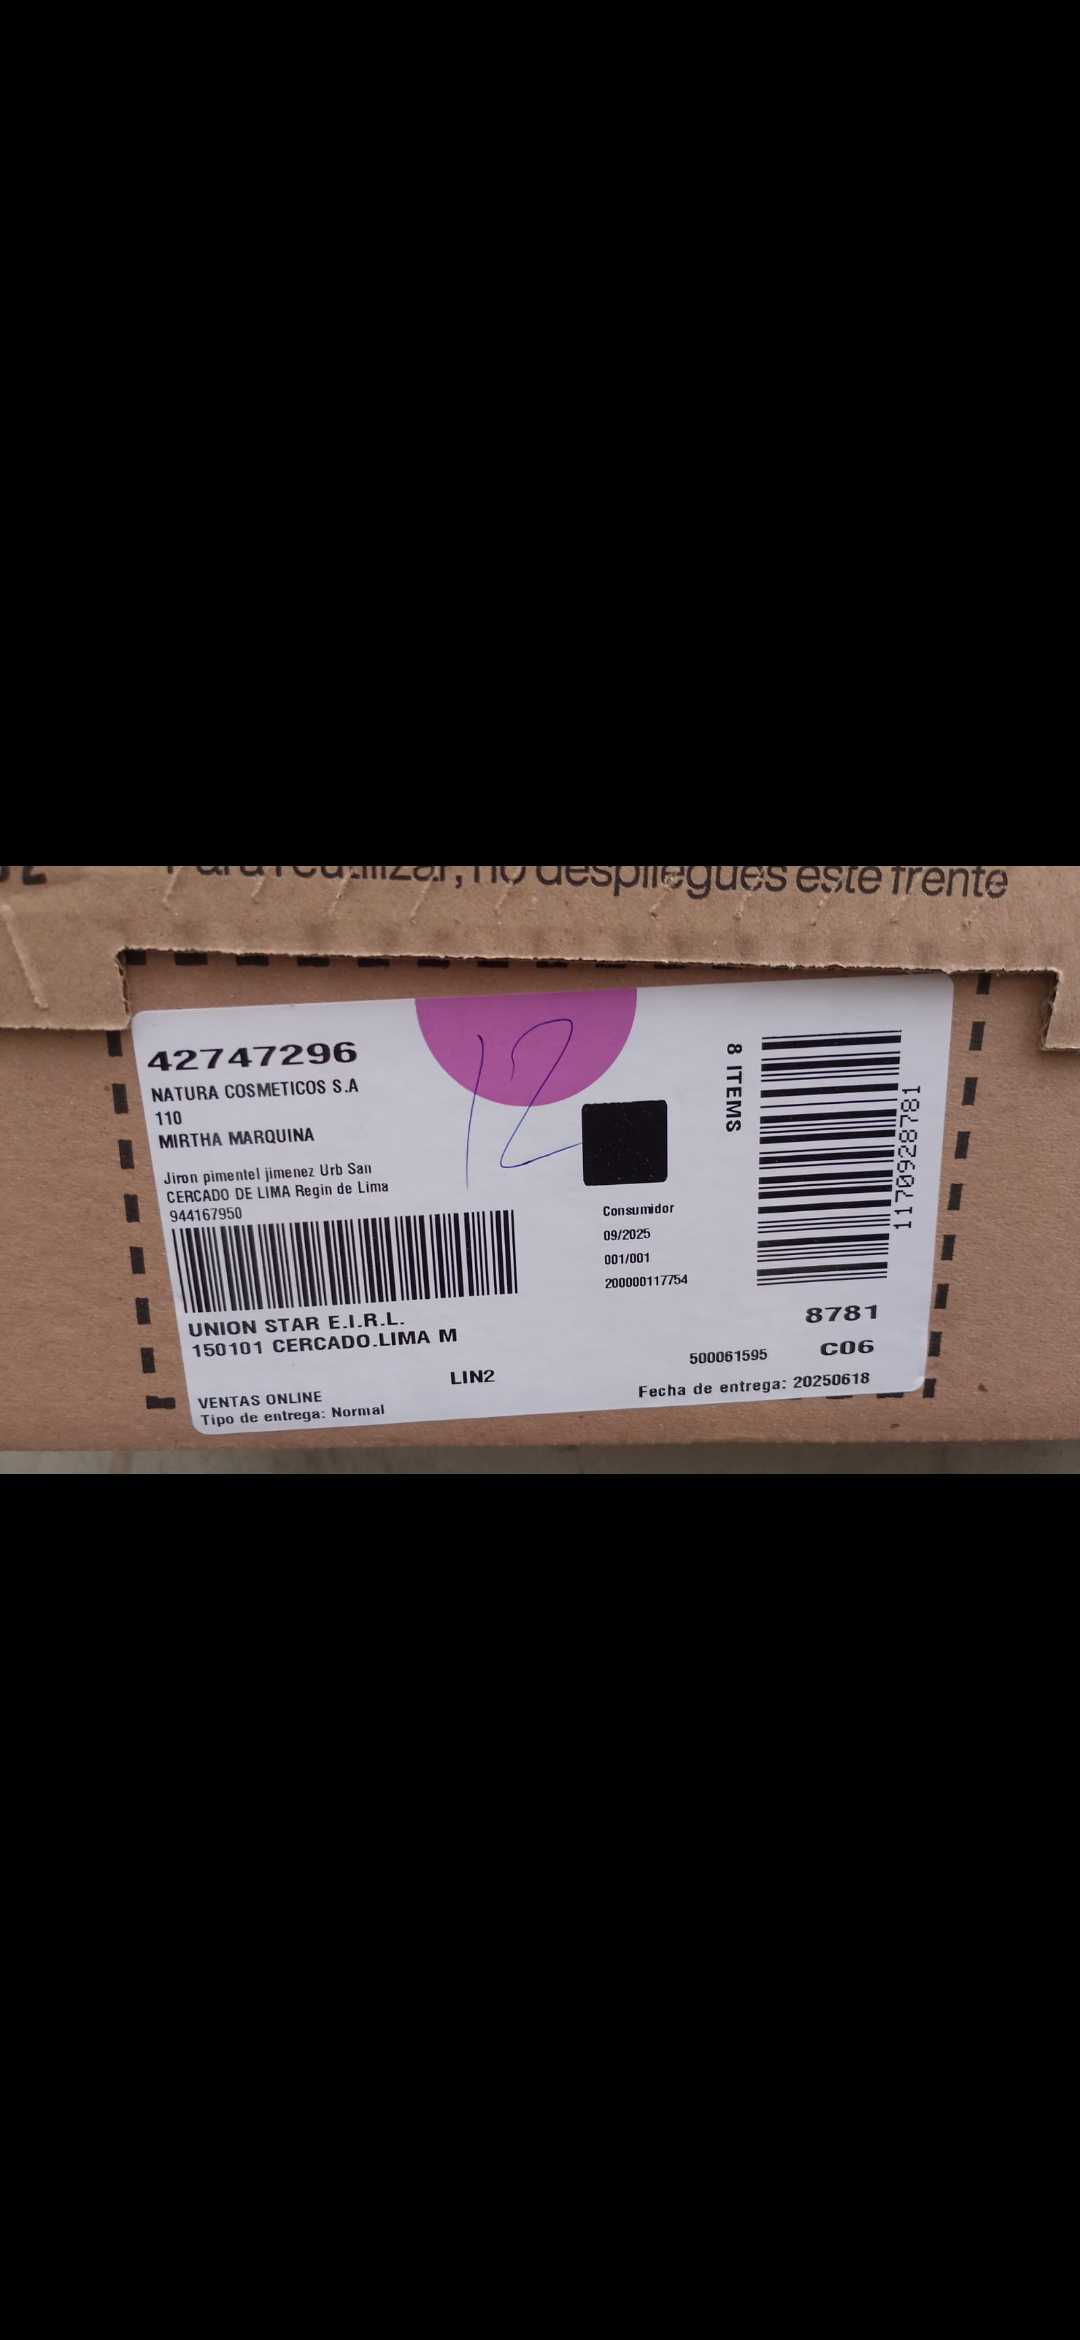 Para reutilizar, no despliegues este frente
42747296
NATURA COSMETICOS S.A
110
MIRTHA MARQUINA
Jiron pimentel jimenez Urb San
CERCADO DE LIMA Regin de Lima
944167950
UNION STAR E.I.R.L.
150101 CERCADO.LIMA M
LIN2
VENTAS ONLINE
Tipo de entrega: Normal
12
Consumidor
09/2025
001/001
200000117754
8 ITEMS
1170928781
8781
C06
500061595
Fecha de entrega: 20250618